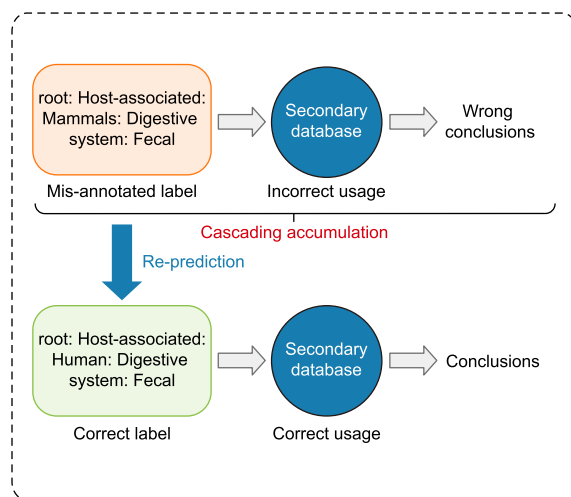 root: Host-associated:
Mammals: Digestive
system: Fecal
Secondary
database
Wrong
conclusions
Mis-annotated label
Incorrect usage
Cascading accumulation
Re-prediction
root: Host-associated:
Human: Digestive
system: Fecal
Secondary
database
Conclusions
Correct label
Correct usage